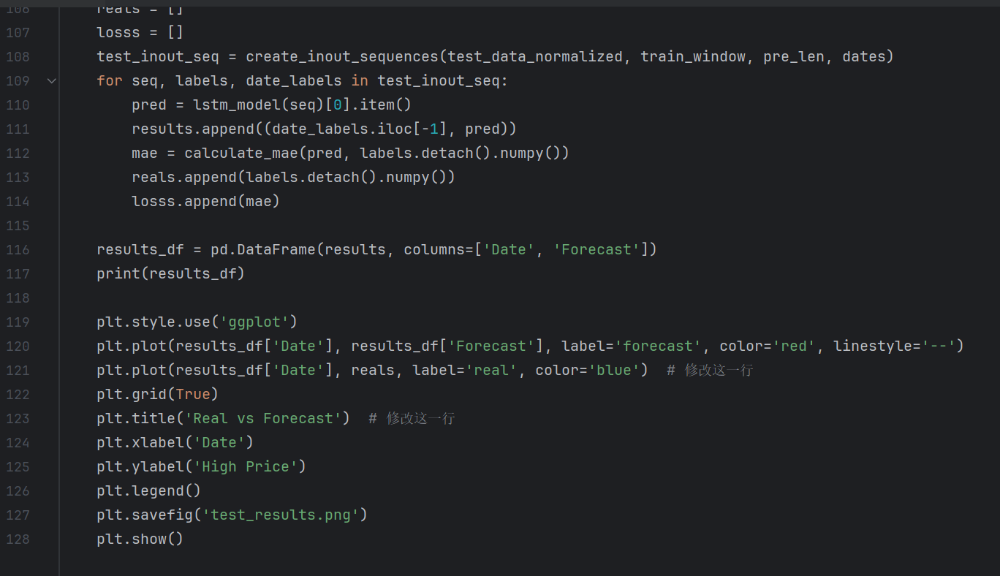 106 reals = []
107 losss = []
108 test_inout_seq = create_inout_sequences(test_data_normalized, train_window, pre_len, dates)
109 for seq, labels, date_labels in test_inout_seq:
110 pred = lstm_model(seq)[0].item()
111 results.append((date_labels.iloc[-1], pred))
112 mae = calculate_mae(pred, labels.detach().numpy())
113 reals.append(labels.detach().numpy())
114 losss.append(mae)
115
116 results_df = pd.DataFrame(results, columns=['Date', 'Forecast'])
117 print(results_df)
118
119 plt.style.use('ggplot')
120 plt.plot(results_df['Date'], results_df['Forecast'], label='forecast', color='red', linestyle='--')
121 plt.plot(results_df['Date'], reals, label='real', color='blue')  # 修改这一行
122 plt.grid(True)
123 plt.title('Real vs Forecast')  # 修改这一行
124 plt.xlabel('Date')
125 plt.ylabel('High Price')
126 plt.legend()
127 plt.savefig('test_results.png')
128 plt.show()